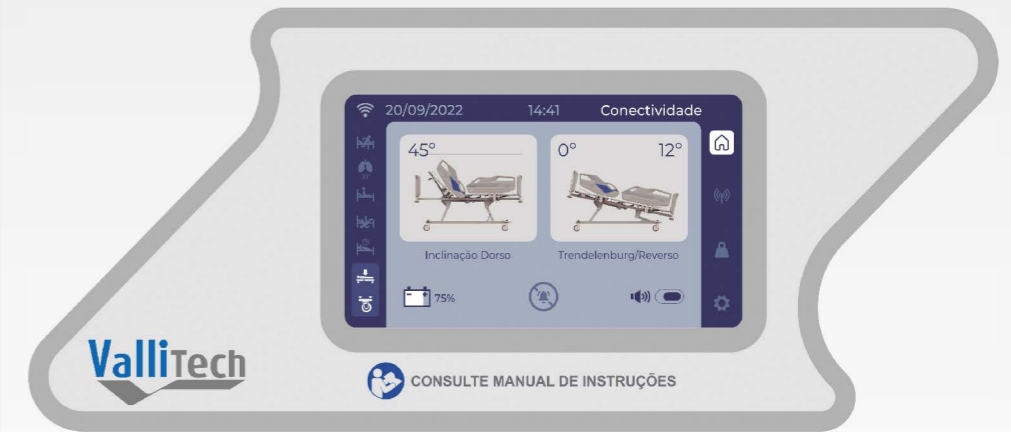 20/09/2022 14:41 Conectividade
45°
0° 12°
Inclinação Dorso
Trendelenburg/Reverso
75%
ValliTech
CONSULTE MANUAL DE INSTRUÇÕES